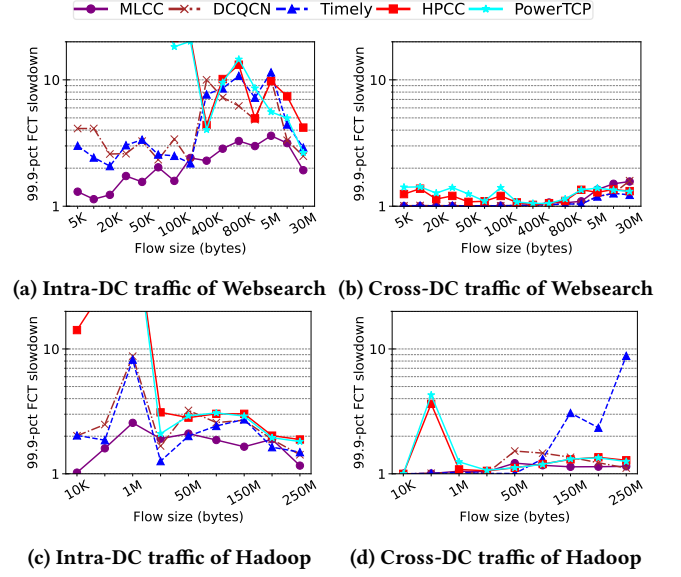 MLCC DCQCN Timely HPCC PowerTCP
99.9-pct FCT slowdown
10
1
5K 20K 50K 100K 400K 800K 5M 30M
Flow size (bytes)
99.9-pct FCT slowdown
10
1
5K 20K 50K 100K 400K 800K 5M 30M
Flow size (bytes)
(a) Intra-DC traffic of Websearch (b) Cross-DC traffic of Websearch
99.9-pct FCT slowdown
10
1
10K 1M 50M 150M 250M
Flow size (bytes)
99.9-pct FCT slowdown
10
1
10K 1M 50M 150M 250M
Flow size (bytes)
(c) Intra-DC traffic of Hadoop (d) Cross-DC traffic of Hadoop